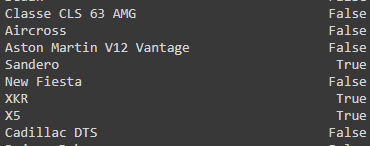 Classe CLS 63 AMG False
Aircross False
Aston Martin V12 Vantage False
Sandero True
New Fiesta False
XKR True
X5 True
Cadillac DTS False